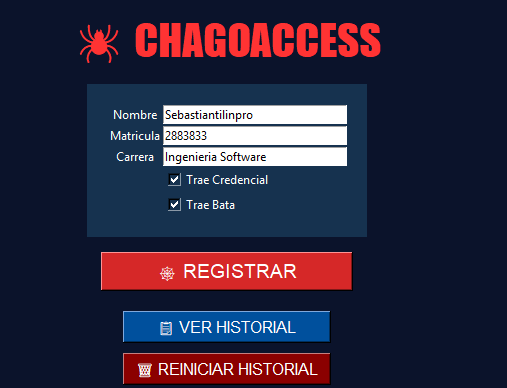 CHAGOACCESS
Nombre Sebastiantilinpro
Matricula 2883833
Carrera Ingenieria Software
Trae Credencial
Trae Bata
REGISTRAR
VER HISTORIAL
REINICIAR HISTORIAL